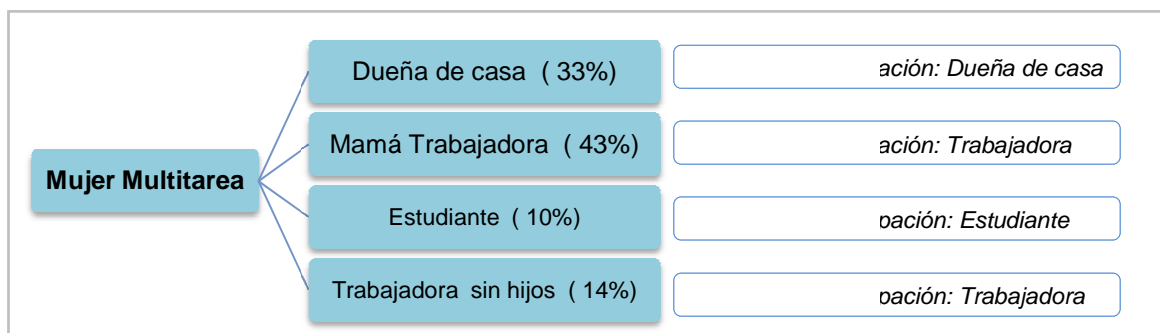 Dueña de casa ( 33%)
ación: Dueña de casa
Mamá Trabajadora ( 43%)
ación: Trabajadora
Mujer Multitarea
Estudiante ( 10%)
pación: Estudiante
Trabajadora sin hijos ( 14%)
pación: Trabajadora